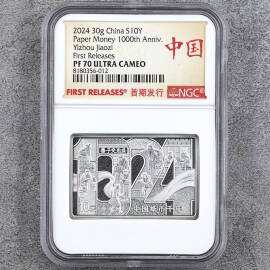 2024 30g China S10Y
Paper Money 1000th Anniv.
Yizhou Jiaozi
First Releases
PF 70 ULTRA CAMEO
8180356-012
中国
FIRST RELEASES 首期发行
NGC
1024